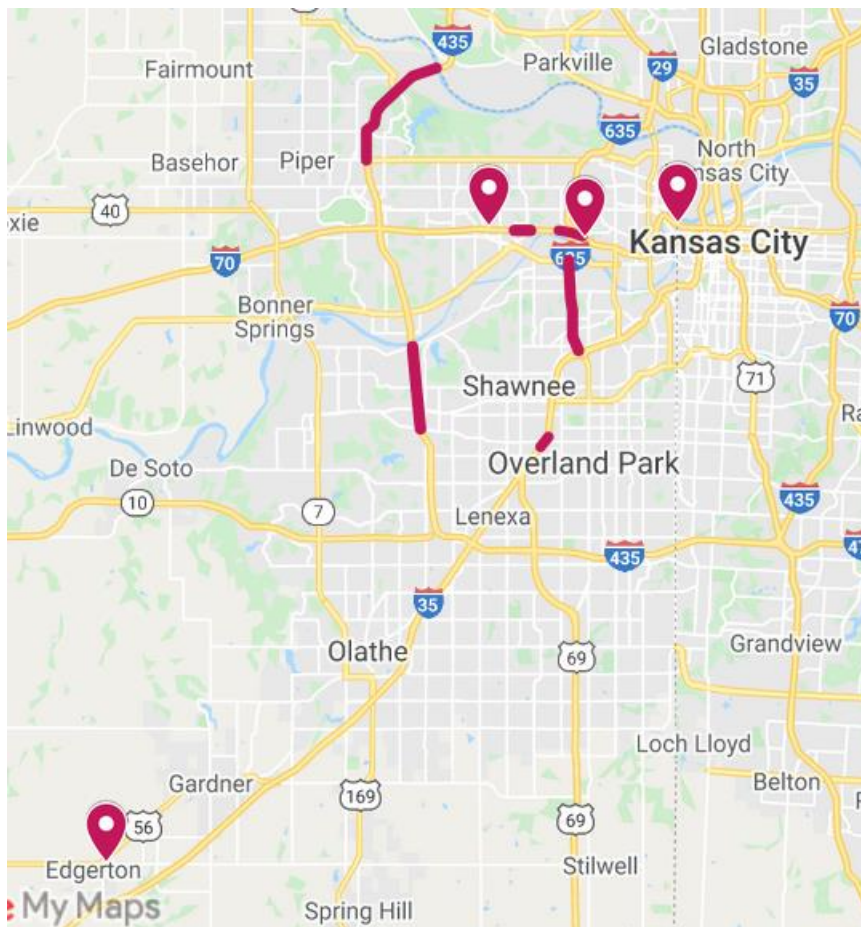 435
Parkville
Gladstone
29
35
Fairmount
635
North
Kansas City
Basehor
Piper
40
oxie
Kansas City
70
635
Bonner
Springs
70
71
Shawnee
Linwood
De Soto
Overland Park
10
7
435
Lenexa
435
47
35
Olathe
69
Grandview
Loch Lloyd
Gardner
Belton
169
56
69
Edgerton
Stilwell
My Maps
Spring Hill